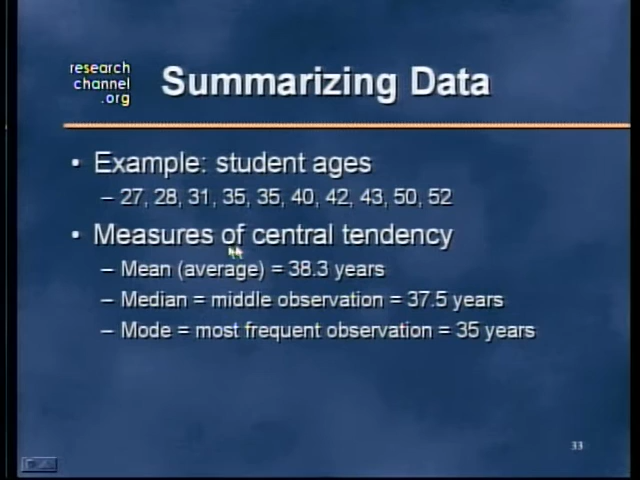 research
channel
.org
Summarizing Data
• Example: student ages
– 27, 28, 31, 35, 35, 40, 42, 43, 50, 52
• Measures of central tendency
– Mean (average) = 38.3 years
– Median = middle observation = 37.5 years
– Mode = most frequent observation = 35 years
33